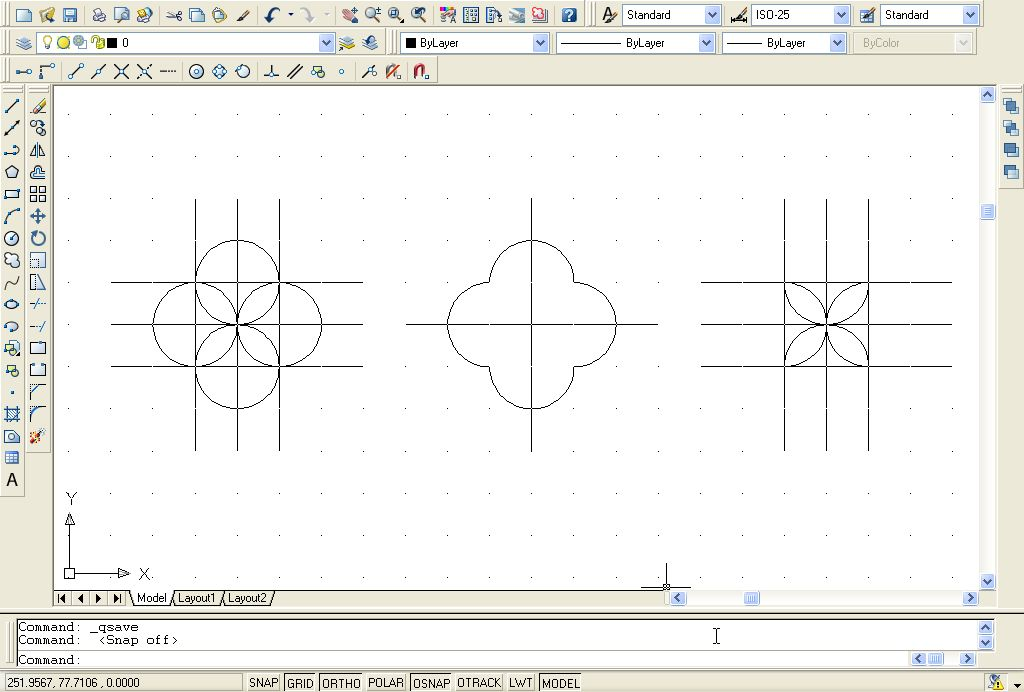 Standard ISO-25 Standard
0 ByLayer ByLayer ByLayer ByColor
A
Y
X
Model Layout1 Layout2
Command: _qsave
Command: <Snap off>
Command:
251.9567, 77.7106 , 0.0000 SNAP GRID ORTHO POLAR OSNAP OTRACK LWT MODEL